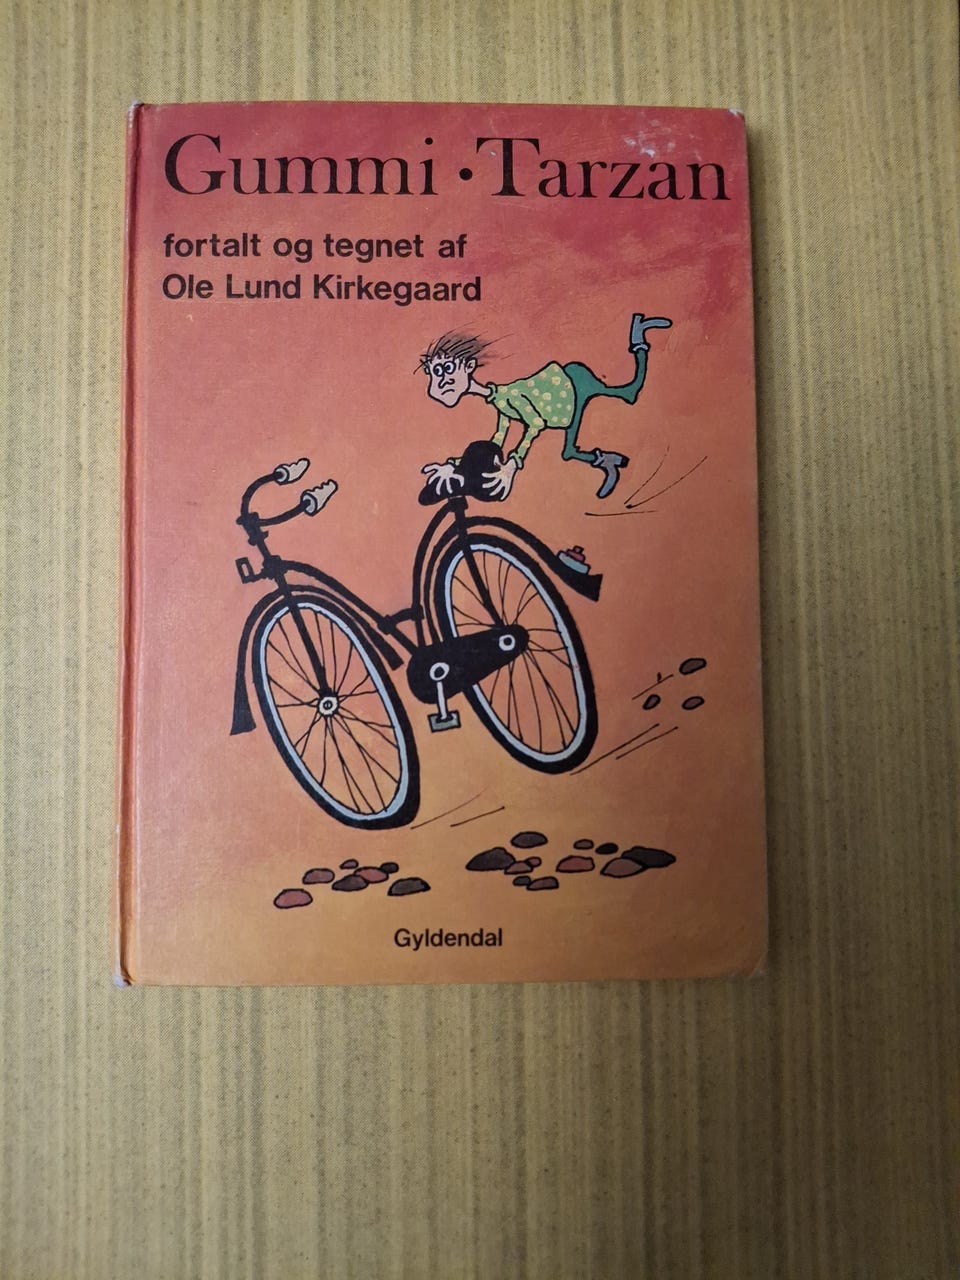 Gummi · Tarzan
fortalt og tegnet af
Ole Lund Kirkegaard
Gyldendal